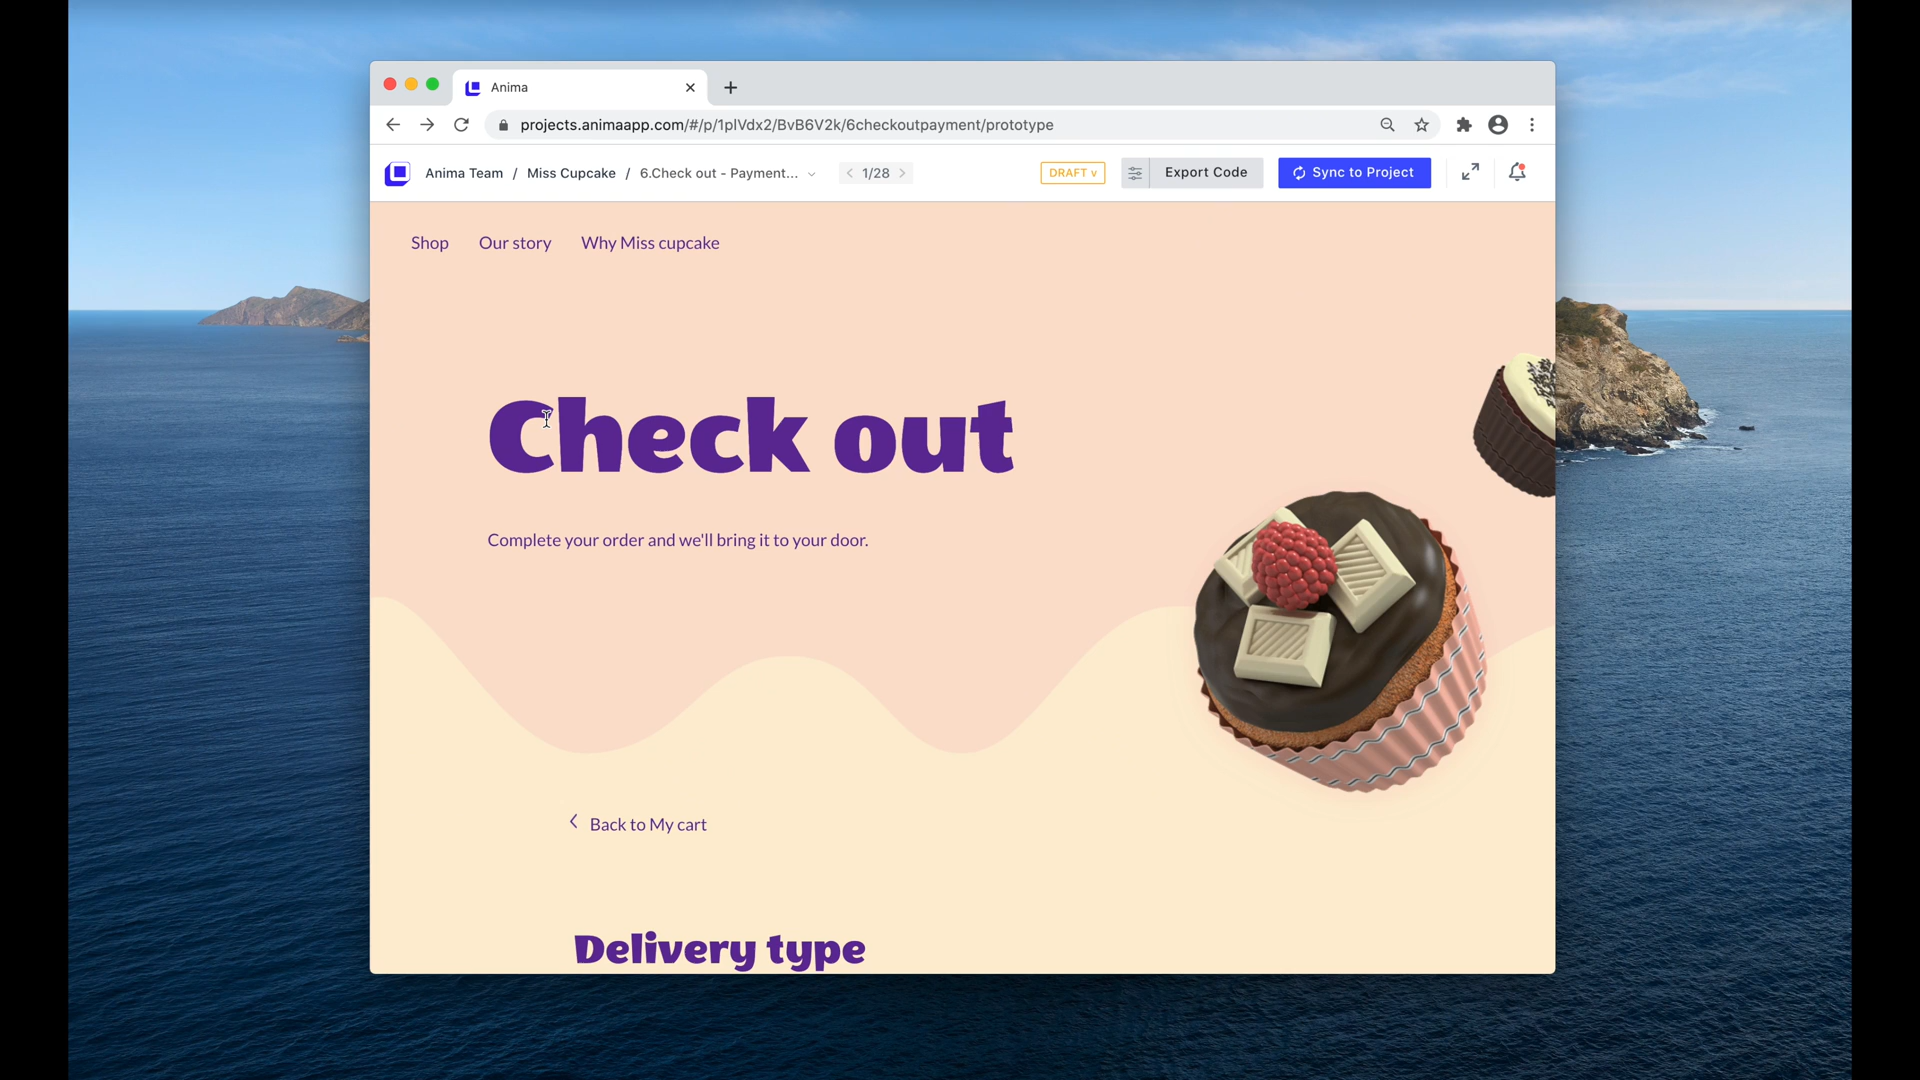 Anima
projects.animaapp.com/#/p/1plVdx2/BvB6V2k/6checkoutpayment/prototype
Anima Team / Miss Cupcake / 6.Check out - Payment... 1/28 DRAFT v Export Code Sync to Project
Shop Our story Why Miss cupcake
Check out
Complete your order and we'll bring it to your door.
Back to My cart
Delivery type